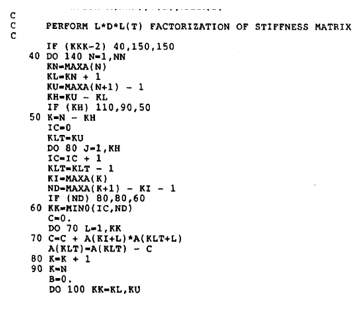 C
C     PERFORM L*D*L(T) FACTORIZATION OF STIFFNESS MATRIX
C
      IF (KKK-2) 40,150,150
   40 DO 140 N=1,NN
      KN=MAXA(N)
      KL=KN + 1
      KU=MAXA(N+1) - 1
      KH=KU - KL
      IF (KH) 110,90,50
   50 K=N - KH
      IC=0
      KLT=KU
      DO 80 J=1,KH
      IC=IC + 1
      KLT=KLT - 1
      KI=MAXA(K)
      ND=MAXA(K+1) - KI - 1
      IF (ND) 80,80,60
   60 KK=MIN0(IC,ND)
      C=0.
      DO 70 L=1,KK
   70 C=C + A(KI+L)*A(KLT+L)
      A(KLT)=A(KLT) - C
   80 K=K + 1
   90 K=N
      B=0.
      DO 100 KK=KL,KU